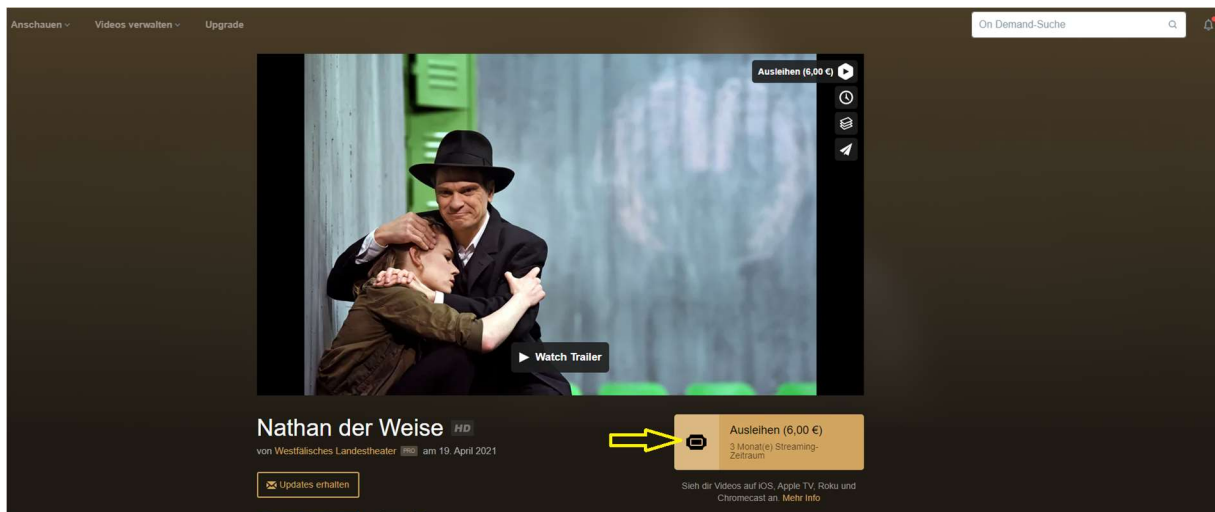 Anschauen
Videos verwalten
Upgrade
On Demand-Suche
Ausleihen (6,00 €)
Watch Trailer
Nathan der Weise HD
von Westfälisches Landestheater PRO am 19. April 2021
Updates erhalten
Ausleihen (6,00 €)
3 Monat(e) Streaming-
Zeitraum
Sieh dir Videos auf iOS, Apple TV, Roku und
Chromecast an. Mehr Info